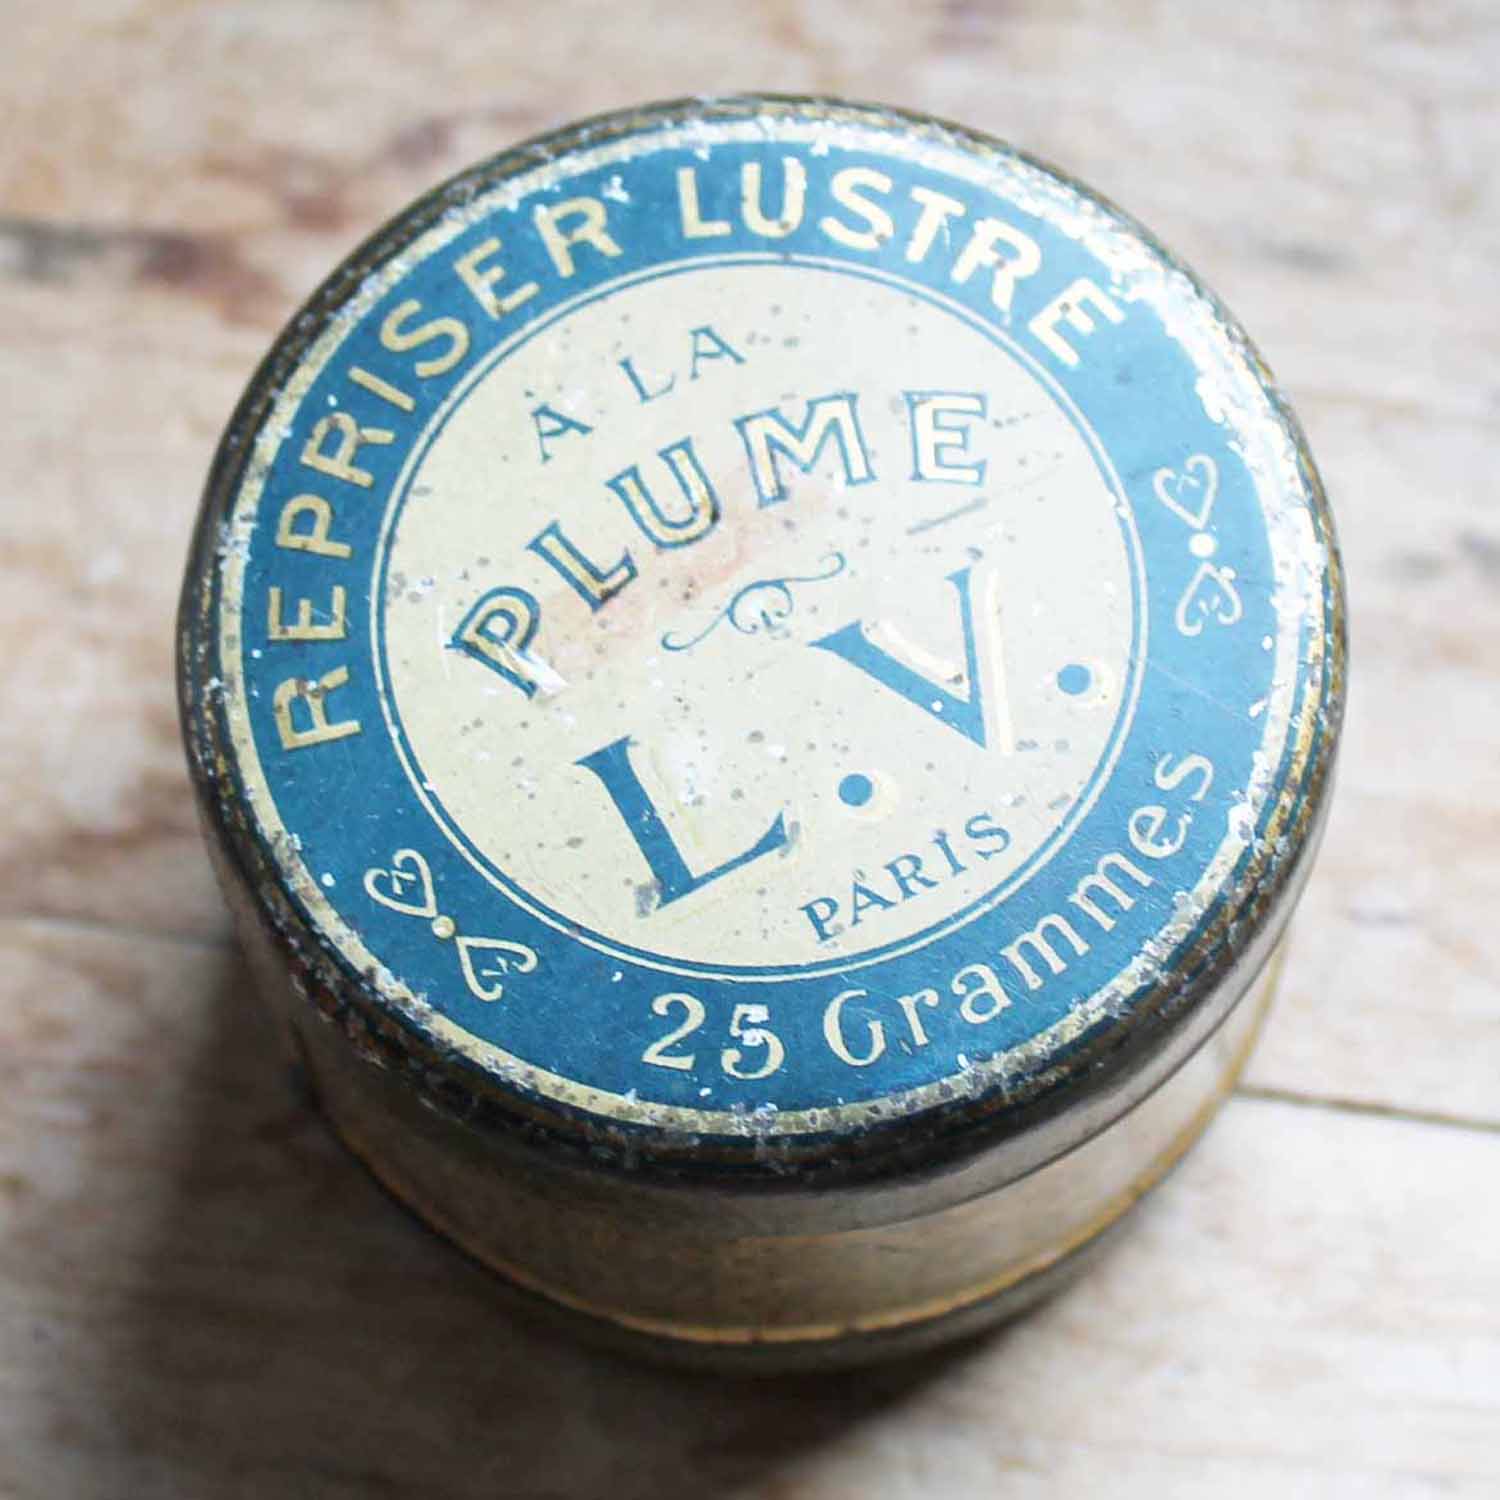 REPRISER LUSTRE
À LA
PLUME
L.V.
PARIS
25 Grammes